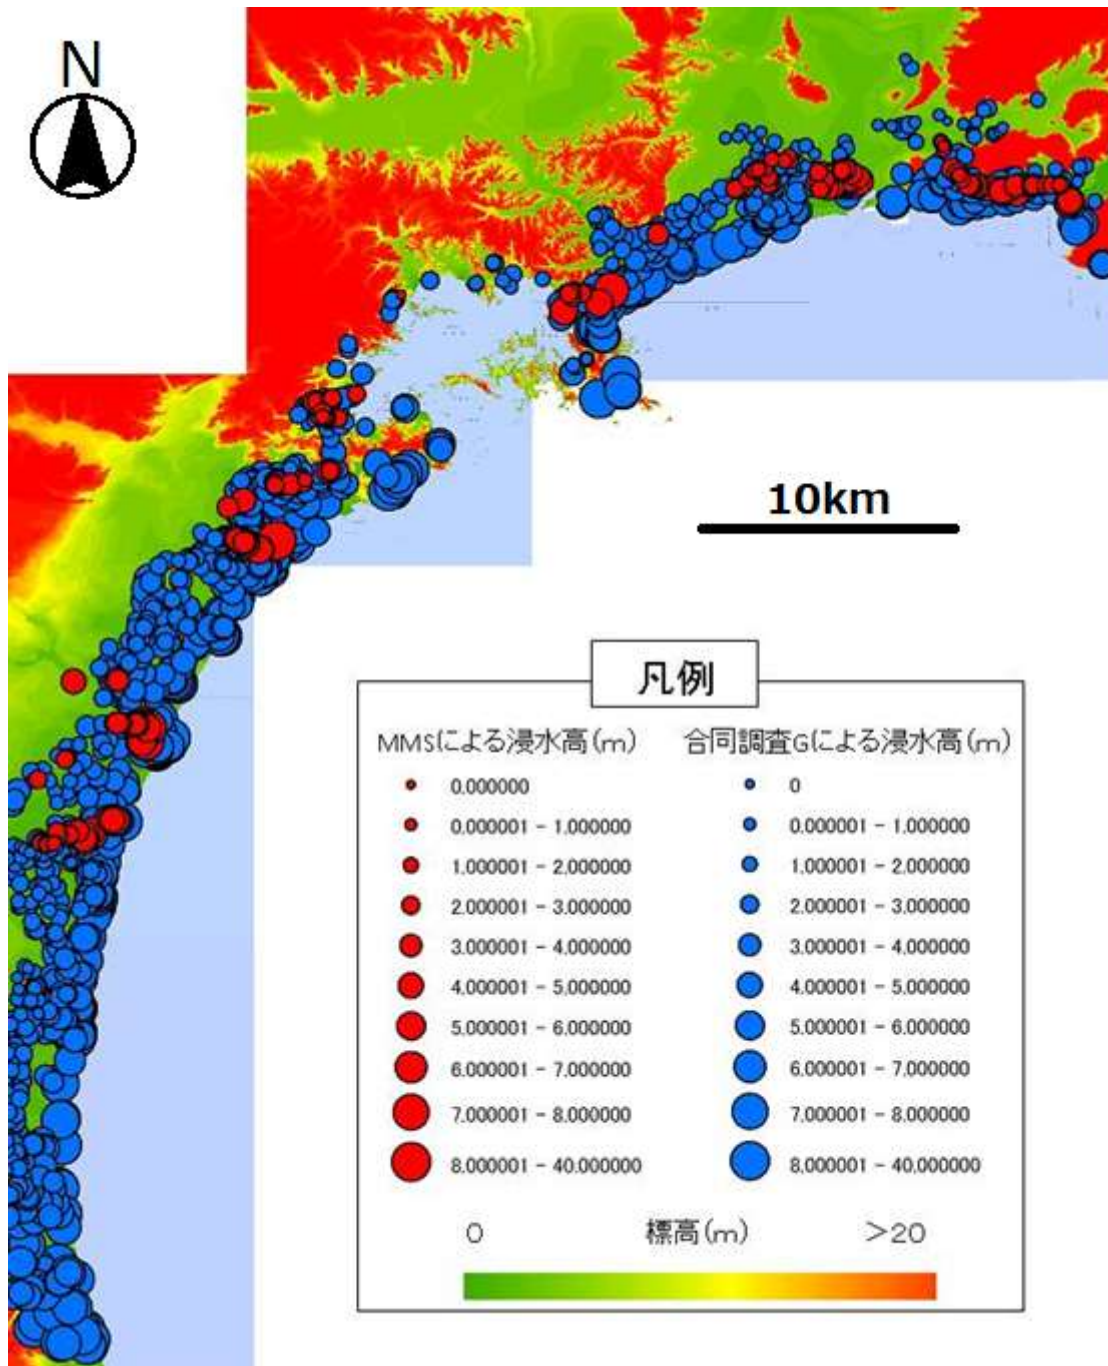 N
10km
凡例
MMSによる浸水高(m) 合同調査Gによる浸水高(m)
0.000000 0
0.000001 - 1.000000 0.000001 - 1.000000
1.000001 - 2.000000 1.000001 - 2.000000
2.000001 - 3.000000 2.000001 - 3.000000
3.000001 - 4.000000 3.000001 - 4.000000
4.000001 - 5.000000 4.000001 - 5.000000
5.000001 - 6.000000 5.000001 - 6.000000
6.000001 - 7.000000 6.000001 - 7.000000
7.000001 - 8.000000 7.000001 - 8.000000
8.000001 - 40.000000 8.000001 - 40.000000
0 標高(m) >20